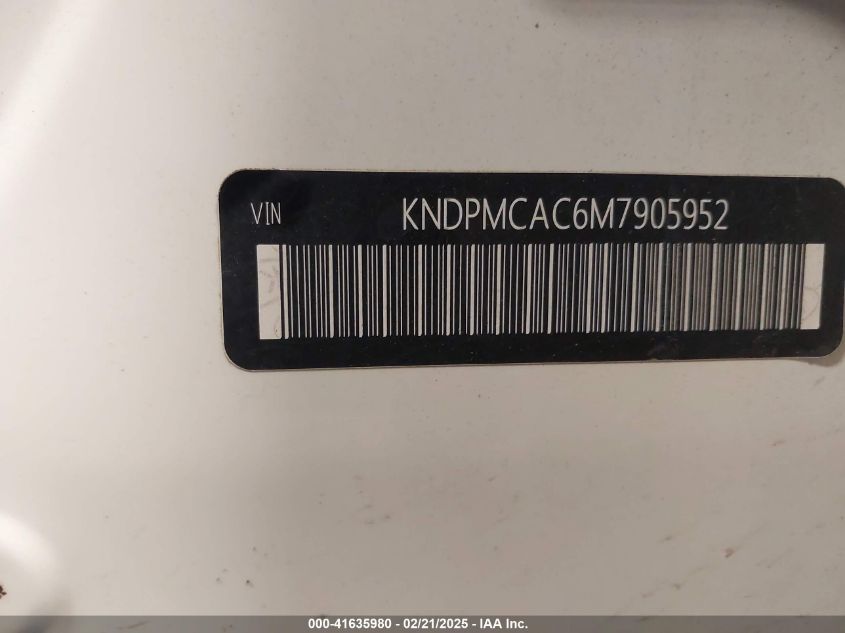 VIN KNDPMCAC6M7905952
000-41635980 - 02/21/2025 - IAA Inc.